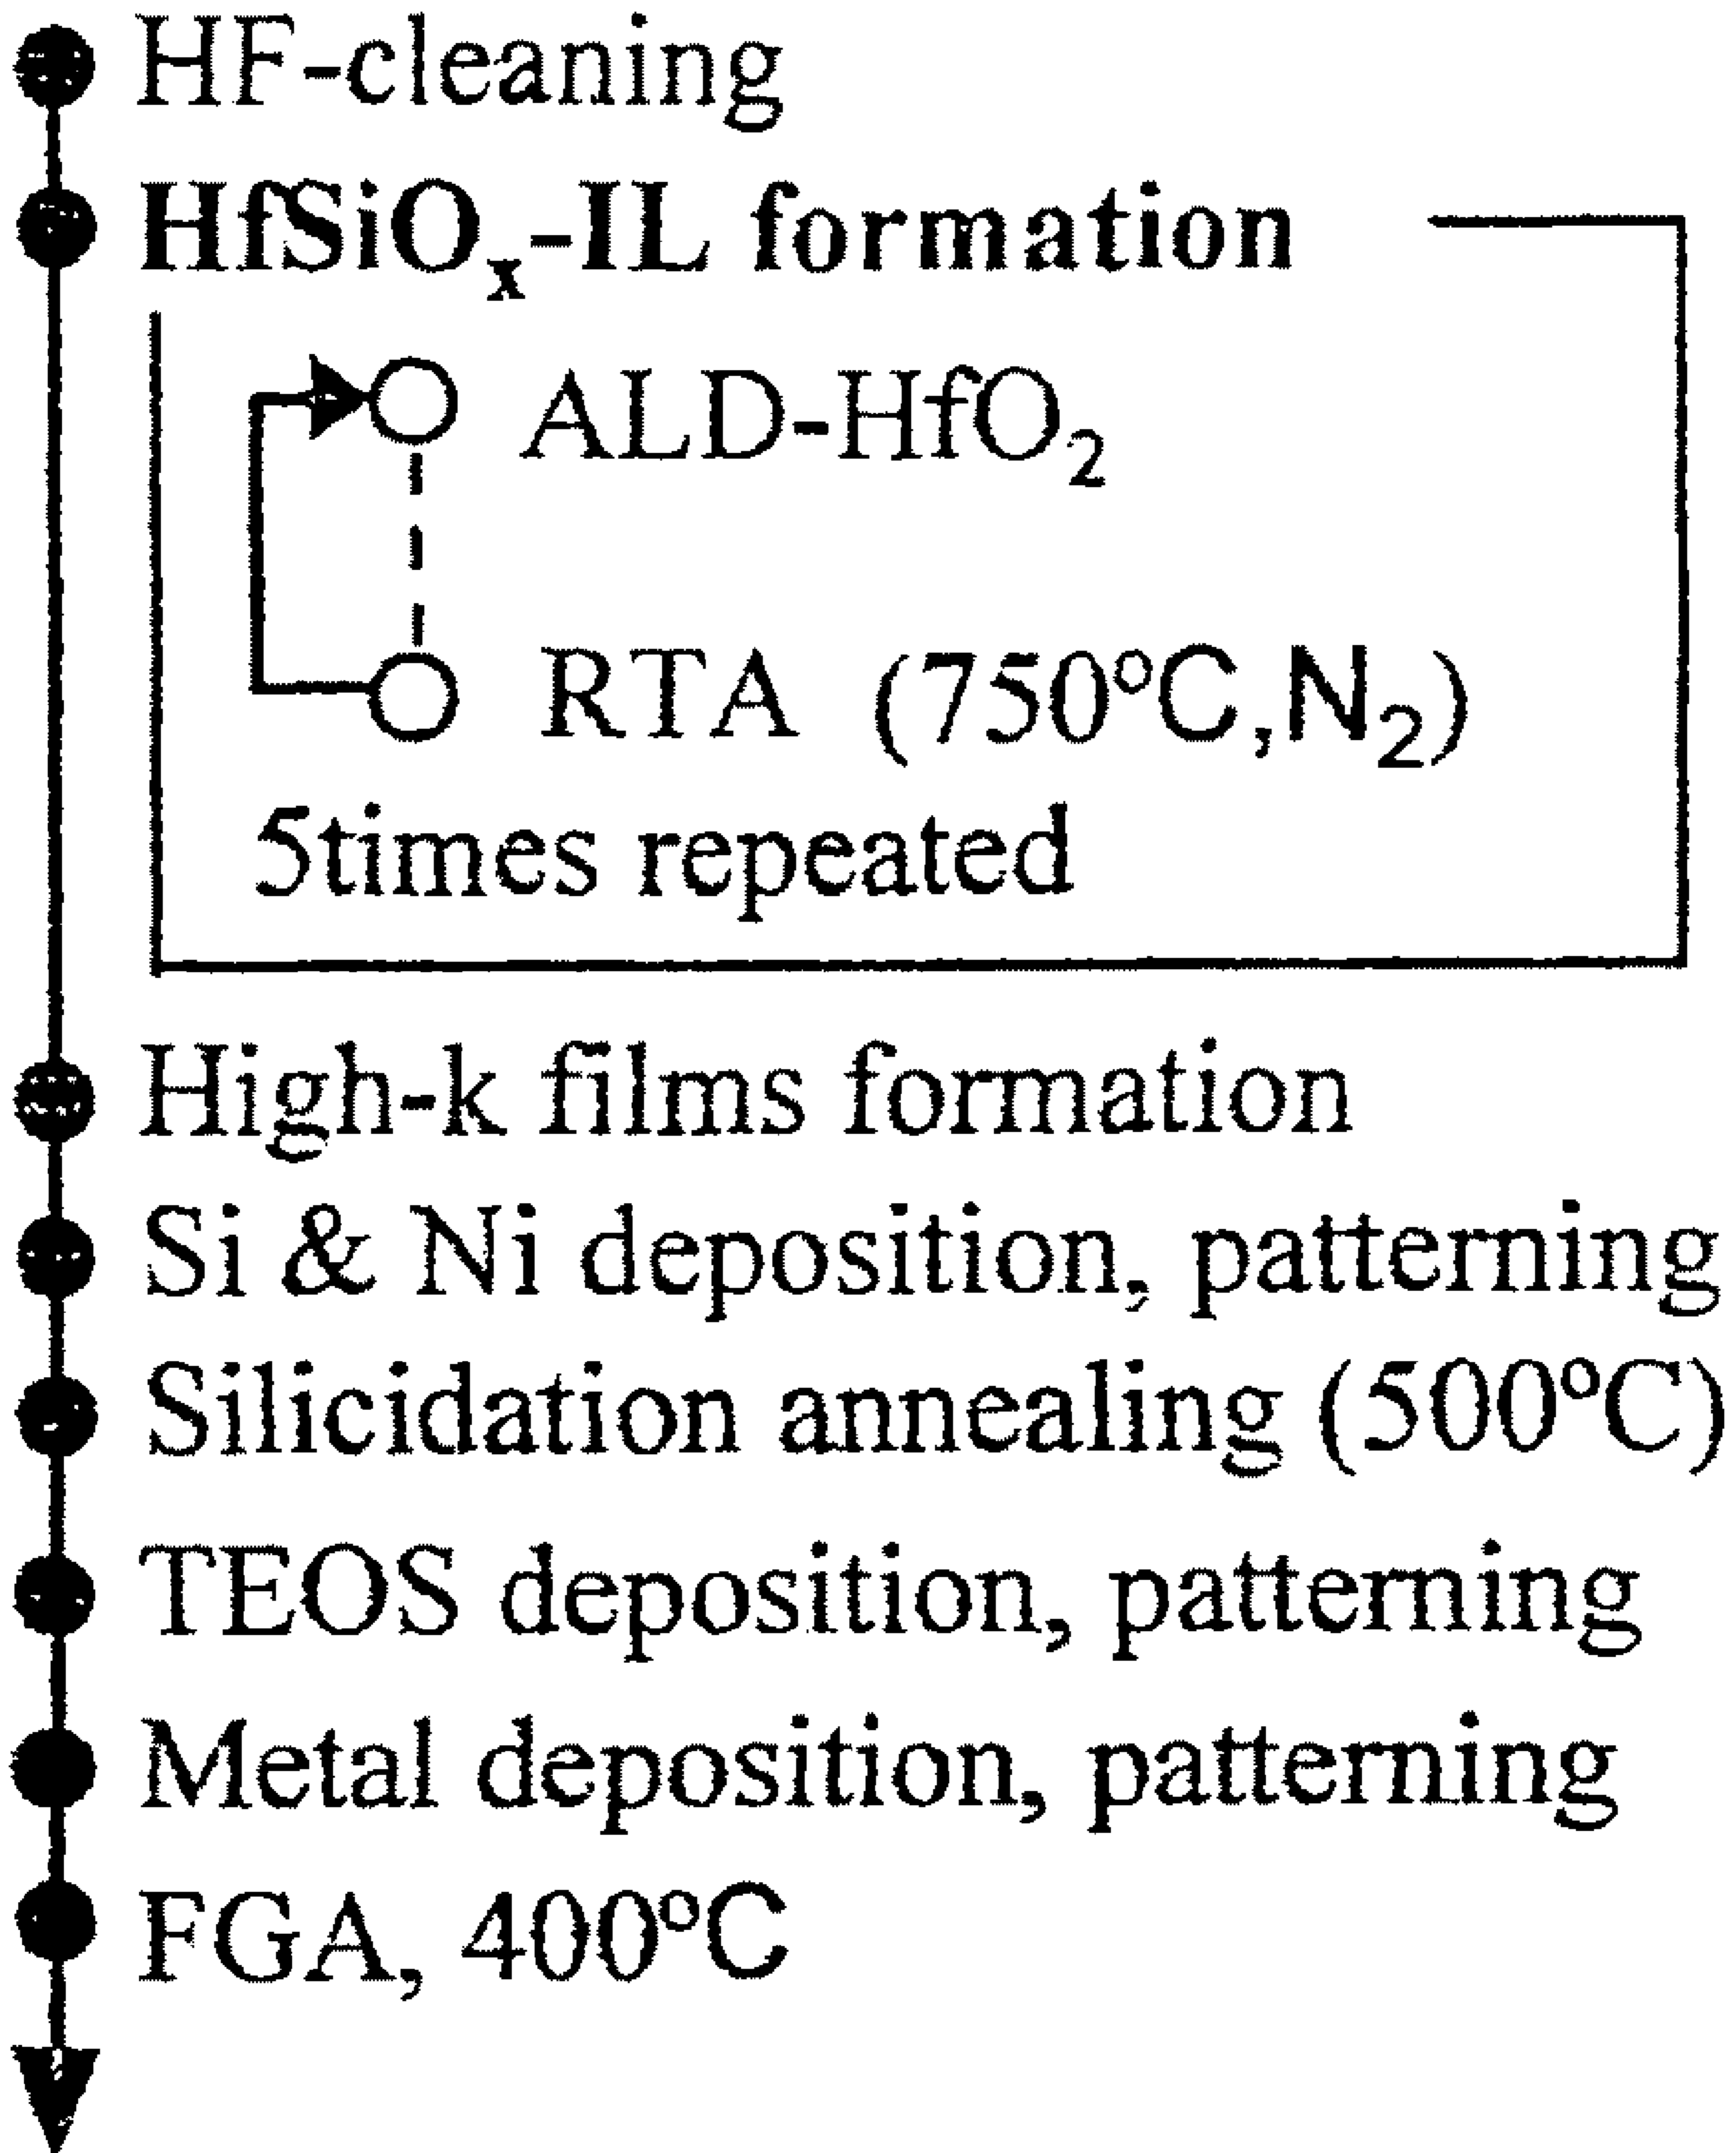 HF-cleaning
HfSiOₓ-IL formation
ALD-HfO₂
RTA (750°C,N₂)
5times repeated
High-k films formation
Si & Ni deposition, patterning
Silicidation annealing (500°C)
TEOS deposition, patterning
Metal deposition, patterning
FGA, 400°C